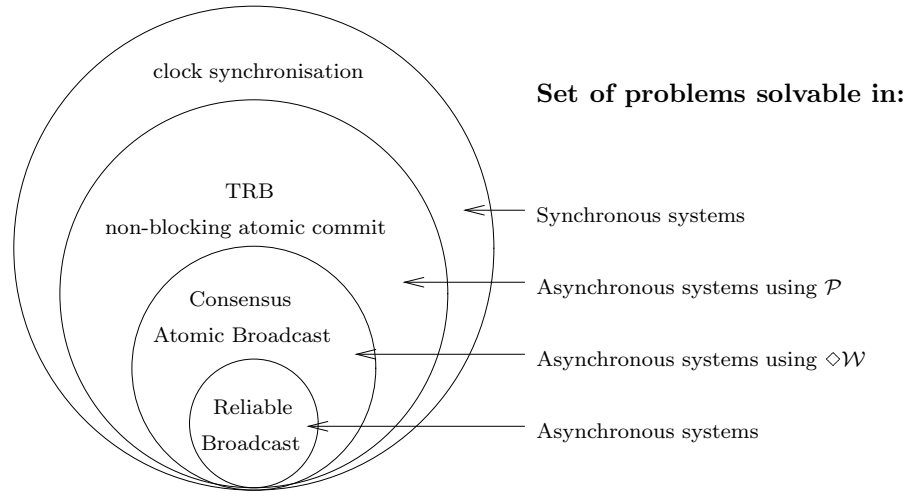 clock synchronisation
Set of problems solvable in:
TRB
non-blocking atomic commit
Synchronous systems
Consensus
Atomic Broadcast
Asynchronous systems using 𝒫
Asynchronous systems using ◇𝒲
Reliable
Broadcast
Asynchronous systems